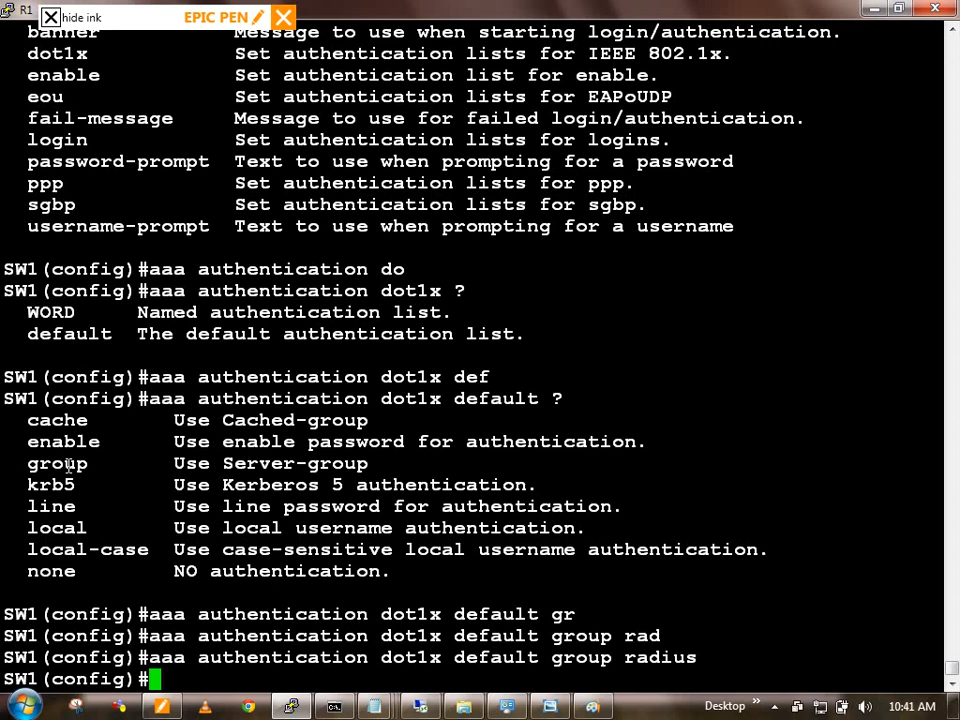 R1
hide ink
EPIC PEN
banner Message to use when starting login/authentication.
dot1x Set authentication lists for IEEE 802.1x.
enable Set authentication list for enable.
eou Set authentication lists for EAPoUDP
fail-message Message to use for failed login/authentication.
login Set authentication lists for logins.
password-prompt Text to use when prompting for a password
ppp Set authentication lists for ppp.
sgbp Set authentication lists for sgbp.
username-prompt Text to use when prompting for a username
SW1(config)#aaa authentication do
SW1(config)#aaa authentication dot1x ?
WORD Named authentication list.
default The default authentication list.
SW1(config)#aaa authentication dot1x def
SW1(config)#aaa authentication dot1x default ?
cache Use Cached-group
enable Use enable password for authentication.
group Use Server-group
krb5 Use Kerberos 5 authentication.
line Use line password for authentication.
local Use local username authentication.
local-case Use case-sensitive local username authentication.
none NO authentication.
SW1(config)#aaa authentication dot1x default gr
SW1(config)#aaa authentication dot1x default group rad
SW1(config)#aaa authentication dot1x default group radius
SW1(config)#
Desktop » 10:41 AM